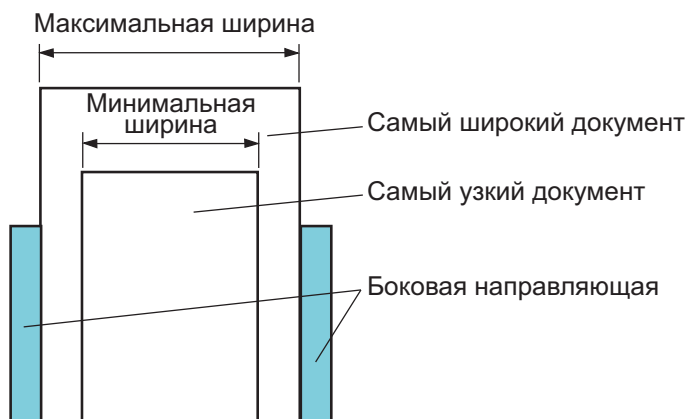 Максимальная ширина
Минимальная
ширина
Самый широкий документ
Самый узкий документ
Боковая направляющая